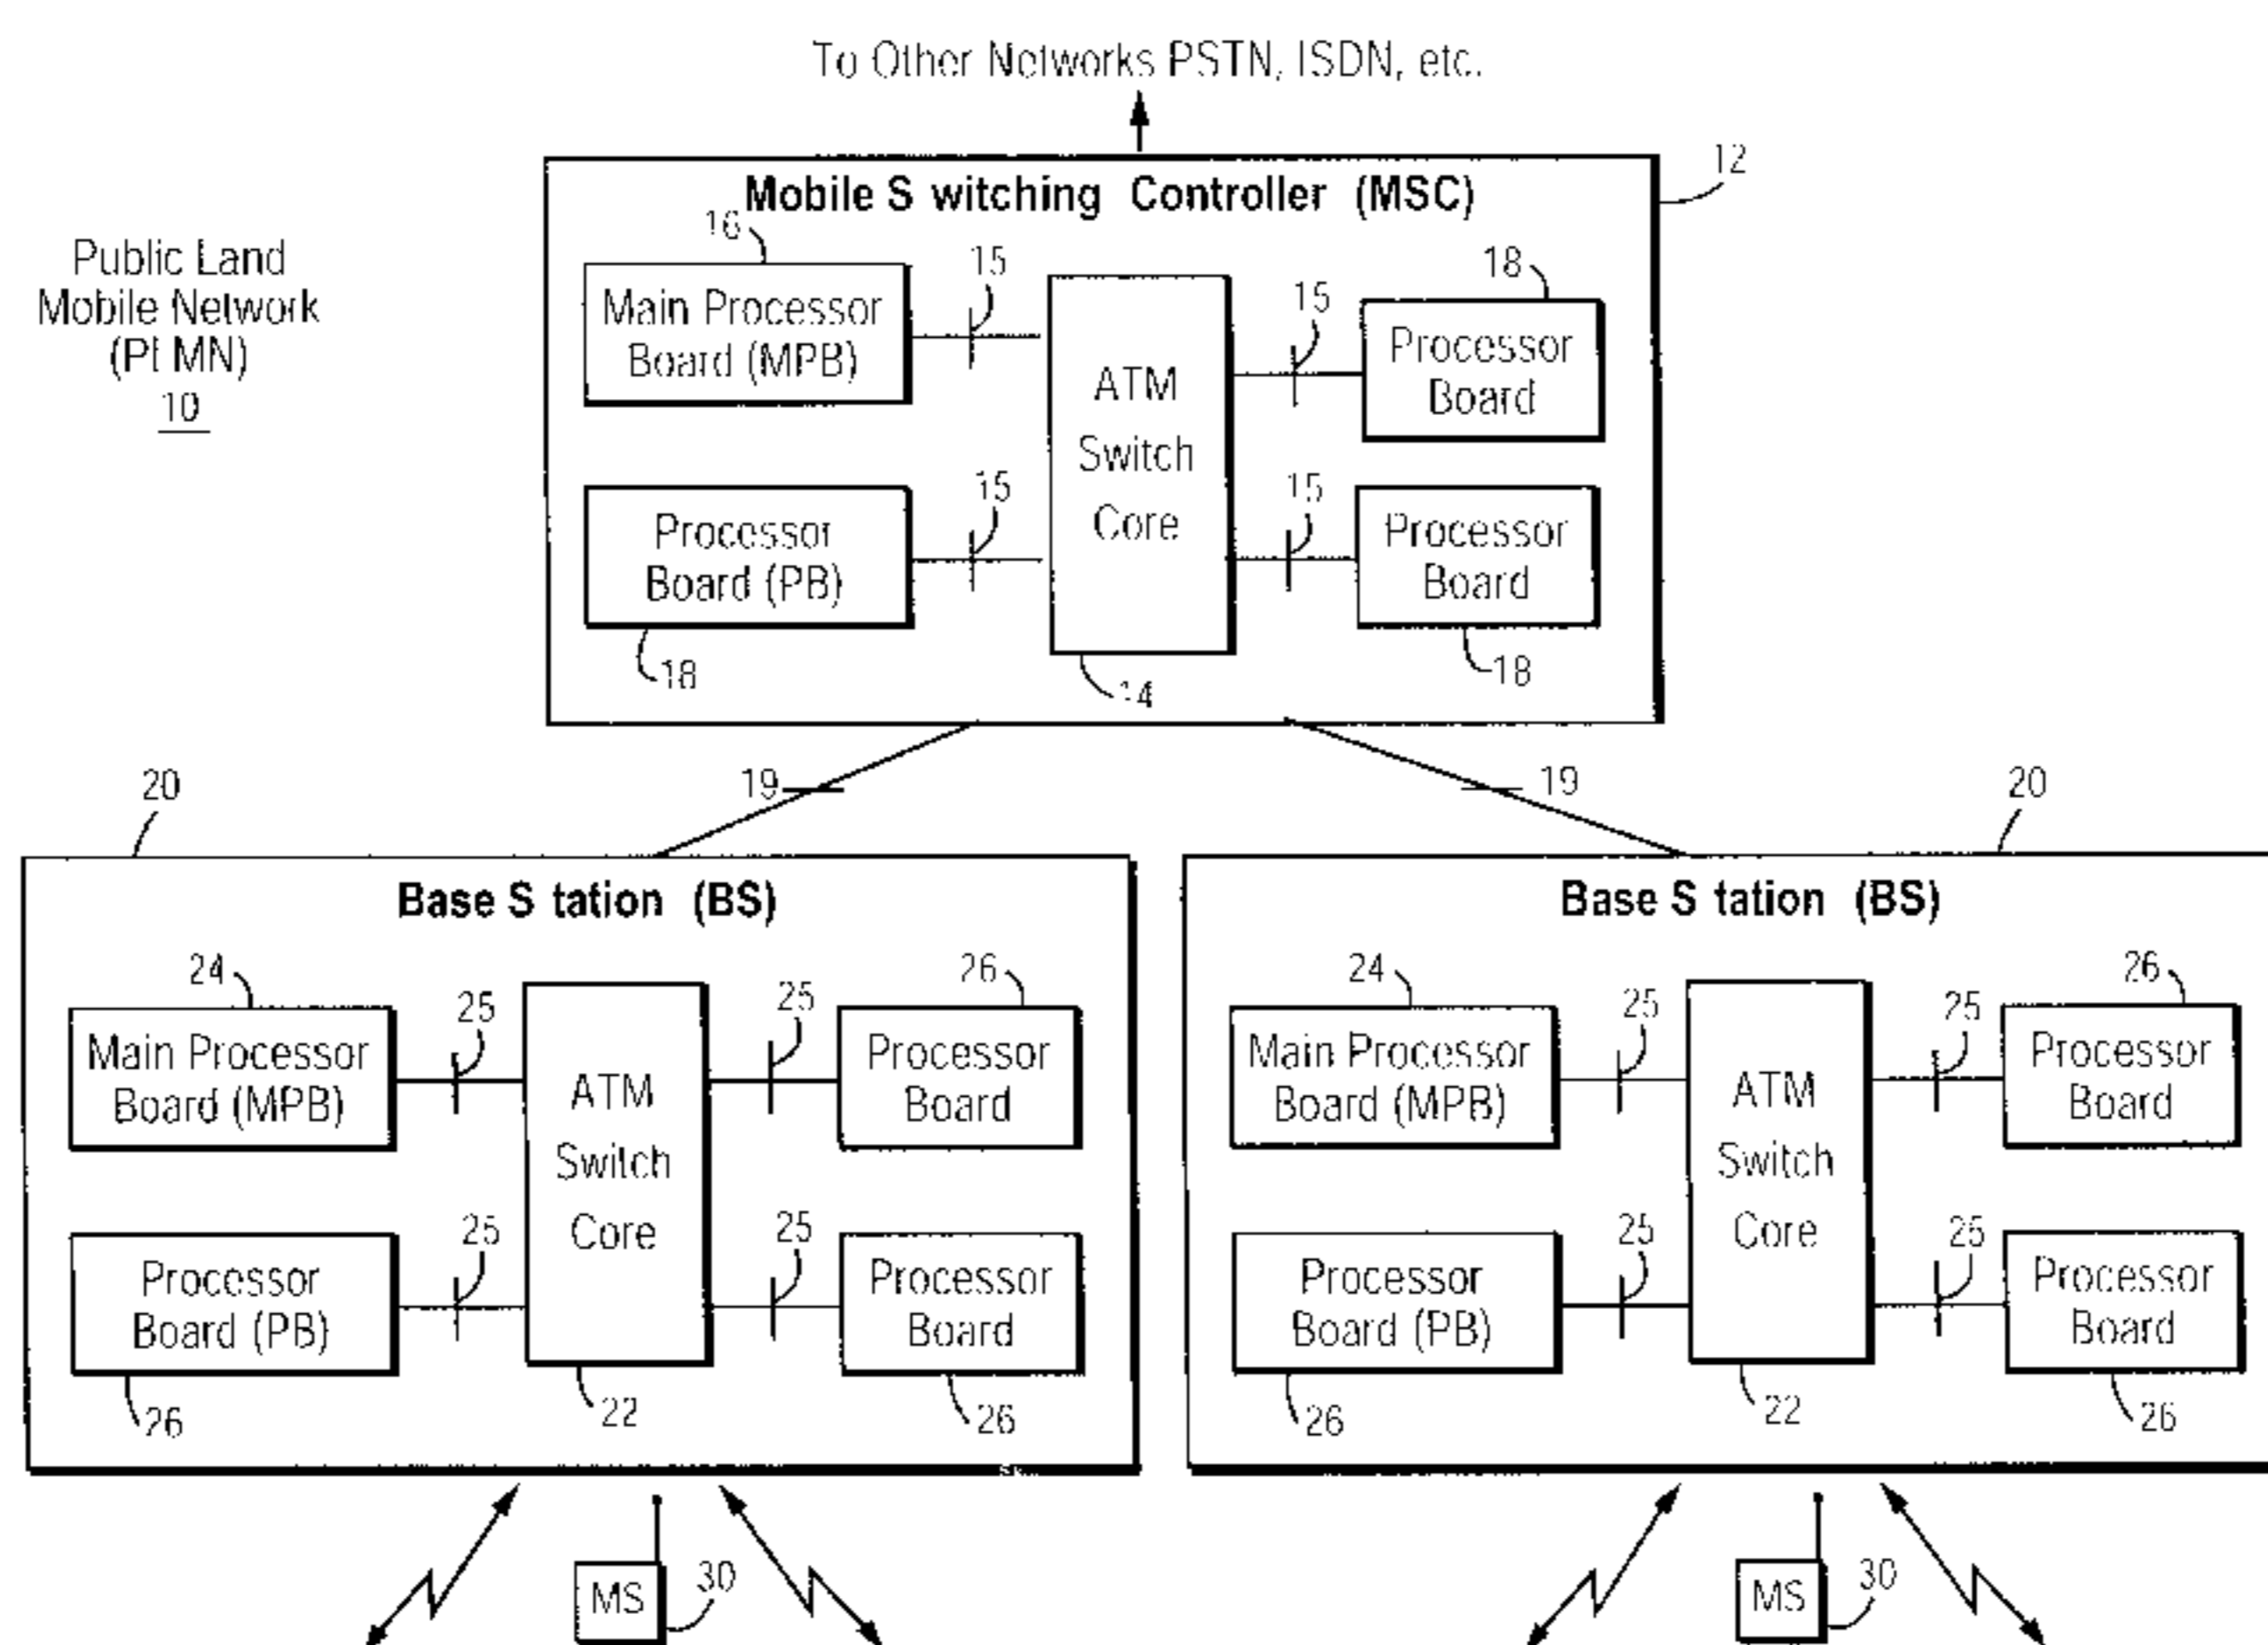 To Other Networks PSTN, ISDN, etc.
12
Mobile S witching Controller (MSC)
Public Land
Mobile Network
(PLMN)
10
16
15
18
15
Main Processor
Board (MPB)
ATM
Switch
Core
Processor
Board
15
15
Processor
Board (PB)
Processor
Board
18
14
18
19
19
20
20
Base S tation (BS)
24
25
25
26
Main Processor
Board (MPB)
ATM
Switch
Core
Processor
Board
25
25
Processor
Board (PB)
Processor
Board
26
22
26
Base S tation (BS)
24
25
25
26
Main Processor
Board (MPB)
ATM
Switch
Core
Processor
Board
25
25
Processor
Board (PB)
Processor
Board
26
22
26
MS
30
MS
30